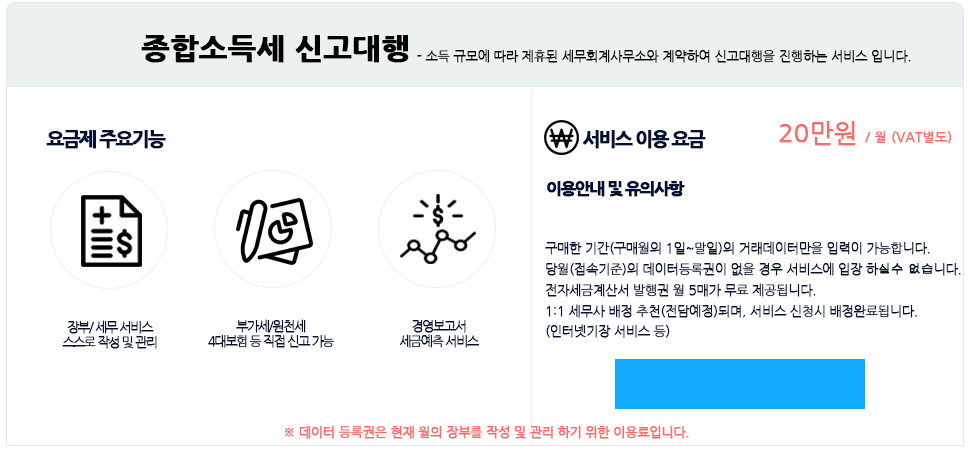 종합소득세 신고대행 - 소득 규모에 따라 제휴된 세무회계사무소와 계약하여 신고대행을 진행하는 서비스 입니다.
요금제 주요기능
장부/ 세무 서비스
스스로 작성 및 관리
부가세/원천세
4대보험 등 직접 신고 가능
경영보고서
세금예측 서비스
서비스 이용 요금 20만원 / 월 (VAT별도)
이용안내 및 유의사항
구매한 기간(구매월의 1일~말일)의 거래데이터만을 입력이 가능합니다.
당월(접속기준)의 데이터등록권이 없을 경우 서비스에 입장 하실수 없습니다.
전자세금계산서 발행권 월 5매가 무료 제공됩니다.
1:1 세무사 배정 추천(전담예정)되며, 서비스 신청시 배정완료됩니다.
(인터넷기장 서비스 등)
※ 데이터 등록권은 현재 월의 장부를 작성 및 관리 하기 위한 이용료입니다.